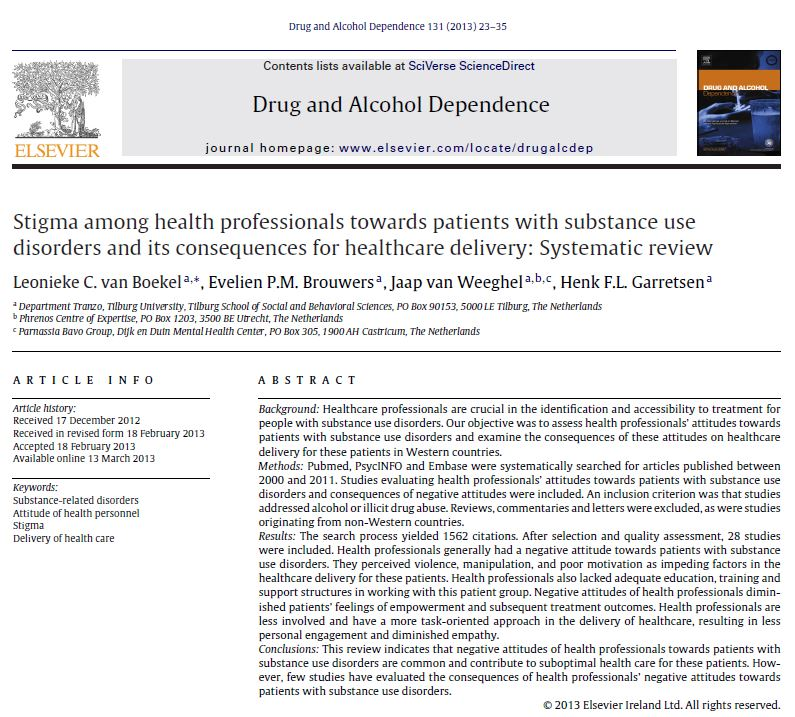 Drug and Alcohol Dependence 131 (2013) 23–35
Contents lists available at SciVerse ScienceDirect
Drug and Alcohol Dependence
journal homepage: www.elsevier.com/locate/drugalcdep
ELSEVIER
DRUG AND ALCOHOL
Dependence
Stigma among health professionals towards patients with substance use
disorders and its consequences for healthcare delivery: Systematic review
Leonieke C. van Boekel a,*, Evelien P.M. Brouwers a, Jaap van Weeghel a,b,c, Henk F.L. Garretsen a
a Department Tranzo, Tilburg University, Tilburg School of Social and Behavioral Sciences, PO Box 90153, 5000 LE Tilburg, The Netherlands
b Phrenos Centre of Expertise, PO Box 1203, 3500 BE Utrecht, The Netherlands
c Parnassia Bavo Group, Dijk en Duin Mental Health Center, PO Box 305, 1900 AH Castricum, The Netherlands
ARTICLE INFO
Article history:
Received 17 December 2012
Received in revised form 18 February 2013
Accepted 18 February 2013
Available online 13 March 2013
Keywords:
Substance-related disorders
Attitude of health personnel
Stigma
Delivery of health care
ABSTRACT
Background: Healthcare professionals are crucial in the identification and accessibility to treatment for
people with substance use disorders. Our objective was to assess health professionals' attitudes towards
patients with substance use disorders and examine the consequences of these attitudes on healthcare
delivery for these patients in Western countries.
Methods: Pubmed, PsycINFO and Embase were systematically searched for articles published between
2000 and 2011. Studies evaluating health professionals' attitudes towards patients with substance use
disorders and consequences of negative attitudes were included. An inclusion criterion was that studies
addressed alcohol or illicit drug abuse. Reviews, commentaries and letters were excluded, as were studies
originating from non-Western countries.
Results: The search process yielded 1562 citations. After selection and quality assessment, 28 studies
were included. Health professionals generally had a negative attitude towards patients with substance
use disorders. They perceived violence, manipulation, and poor motivation as impeding factors in the
healthcare delivery for these patients. Health professionals also lacked adequate education, training and
support structures in working with this patient group. Negative attitudes of health professionals dimin-
ished patients' feelings of empowerment and subsequent treatment outcomes. Health professionals are
less involved and have a more task-oriented approach in the delivery of healthcare, resulting in less
personal engagement and diminished empathy.
Conclusions: This review indicates that negative attitudes of health professionals towards patients with
substance use disorders are common and contribute to suboptimal health care for these patients. How-
ever, few studies have evaluated the consequences of health professionals' negative attitudes towards
patients with substance use disorders.
© 2013 Elsevier Ireland Ltd. All rights reserved.